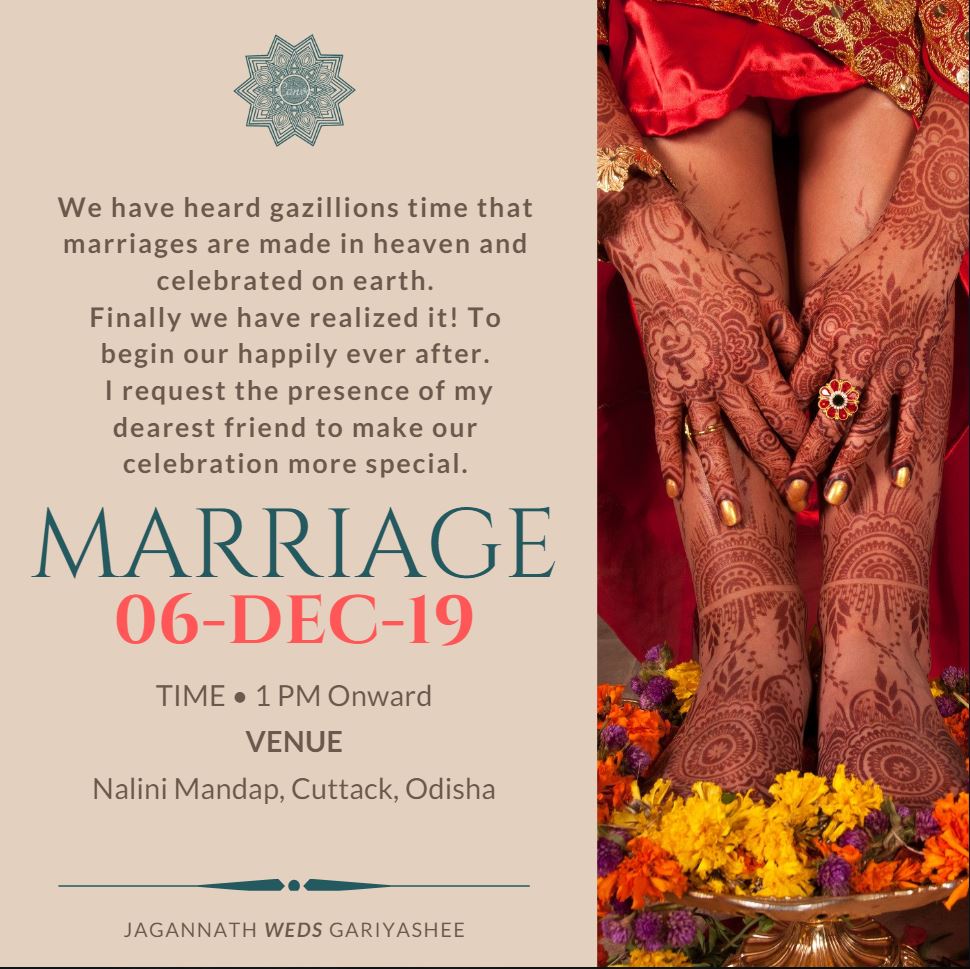 Canva
We have heard gazillions time that
marriages are made in heaven and
celebrated on earth.
Finally we have realized it! To
begin our happily ever after.
I request the presence of my
dearest friend to make our
celebration more special.
MARRIAGE
06-DEC-19
TIME • 1 PM Onward
VENUE
Nalini Mandap, Cuttack, Odisha
JAGANNATH WEDS GARIYASHEE